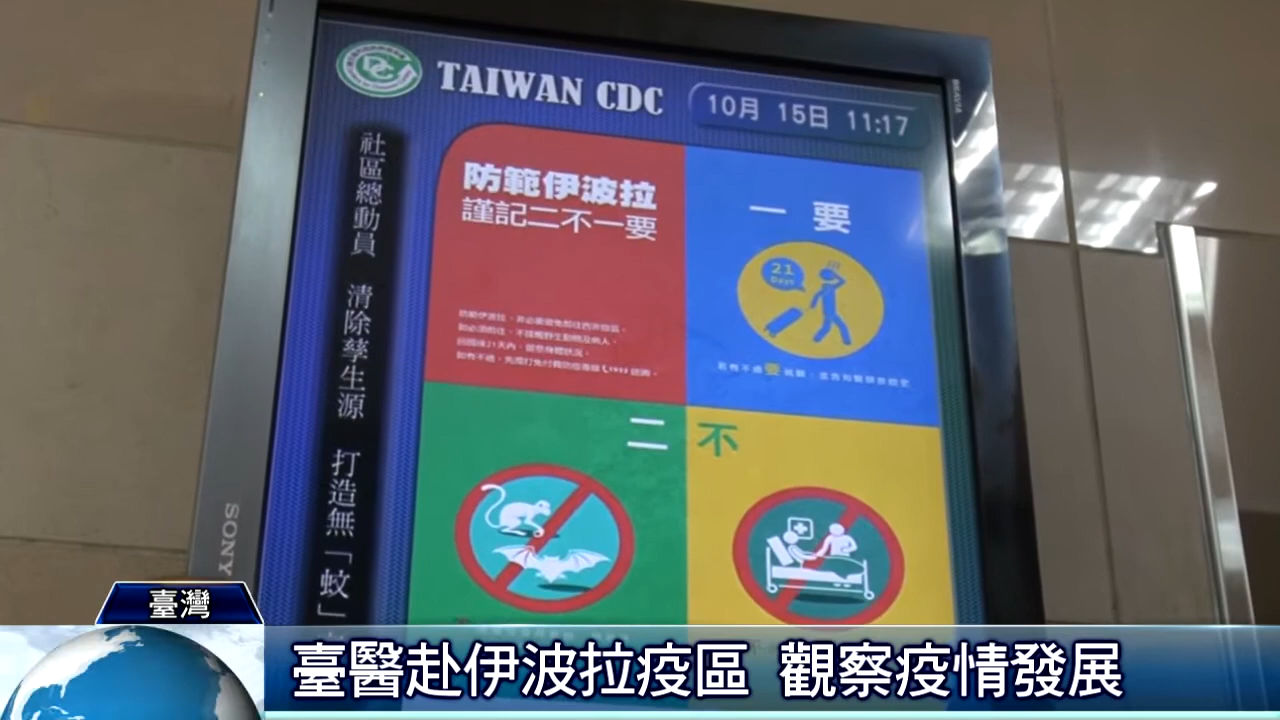 TAIWAN CDC
10月 15日 11:17
社區總動員 清除孳生源 打造無「蚊」
防範伊波拉
謹記二不一要
一要
21
Days
二不
SONY
臺灣
臺醫赴伊波拉疫區 觀察疫情發展